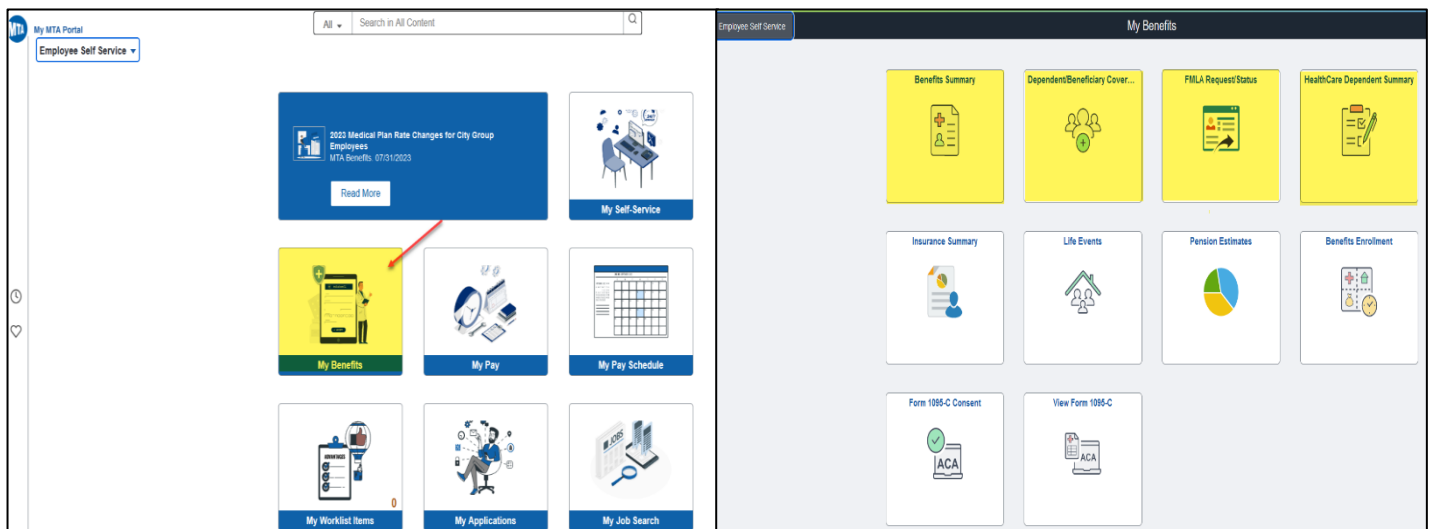 MTA
My MTA Portal
Employee Self Service
All
Search in All Content
2023 Medical Plan Rate Changes for City Group
Employees
MTA Benefits 07/31/2023
Read More
My Self-Service
My Benefits
My Pay
My Pay Schedule
0
My Worklist Items
My Applications
JOBS
My Job Search
Employee Self Service
My Benefits
Benefits Summary
Dependent/Beneficiary Cover...
FMLA Request/Status
HealthCare Dependent Summary
Insurance Summary
Life Events
Pension Estimates
Benefits Enrollment
Form 1095-C Consent
View Form 1095-C
ACA
ACA